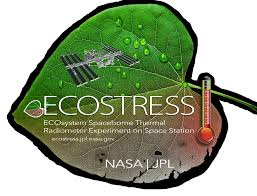 ECOSTRESS
ECOsystem Spaceborne Thermal
Radiometer Experiment on Space Station
ecostress.jpl.nasa.gov
NASA | JPL